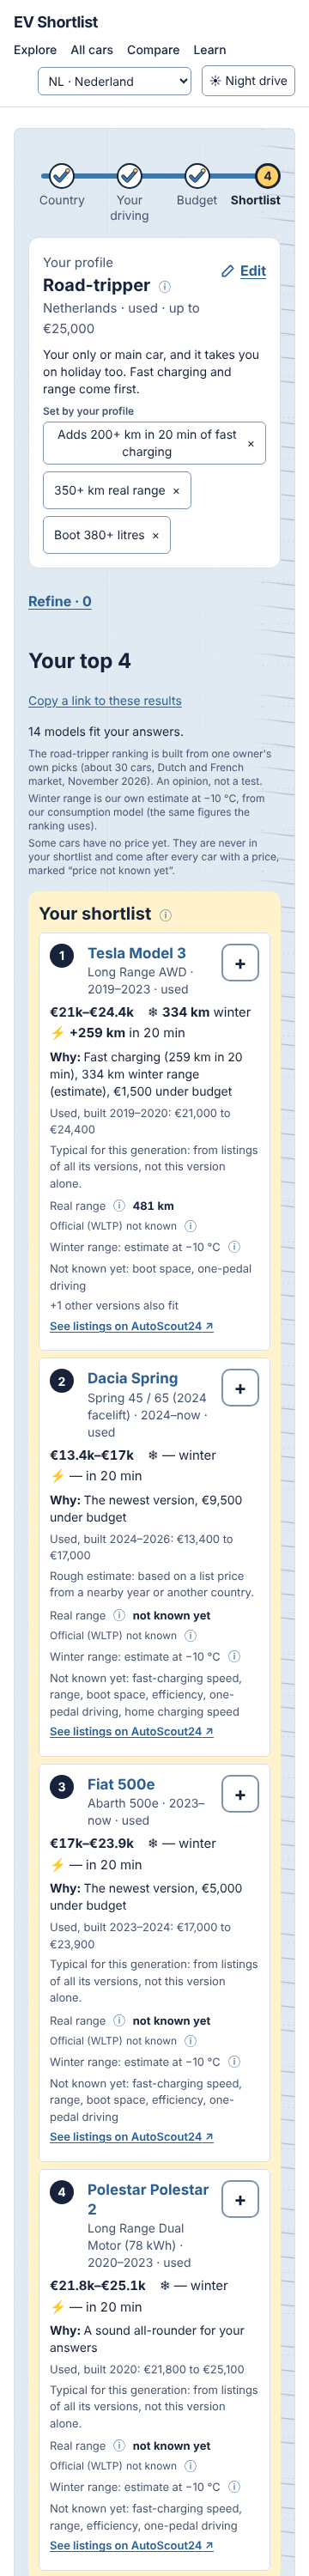 EV Shortlist
Explore All cars Compare Learn
NL · Nederland ☀ Night drive
4
Country Your driving Budget Shortlist
Your profile
Road-tripper ⓘ
Edit
Netherlands · used · up to
€25,000
Your only or main car, and it takes you
on holiday too. Fast charging and
range come first.
Set by your profile
Adds 200+ km in 20 min of fast
charging ×
350+ km real range ×
Boot 380+ litres ×
Refine · 0
Your top 4
Copy a link to these results
14 models fit your answers.
The road-tripper ranking is built from one owner's
own picks (about 30 cars, Dutch and French
market, November 2026). An opinion, not a test.
Winter range is our own estimate at −10 °C, from
our consumption model (the same figures the
ranking uses).
Some cars have no price yet. They are never in
your shortlist and come after every car with a price,
marked “price not known yet”.
Your shortlist ⓘ
1 Tesla Model 3 +
Long Range AWD ·
2019–2023 · used
€21k–€24.4k ❄ 334 km winter
⚡ +259 km in 20 min
Why: Fast charging (259 km in 20
min), 334 km winter range
(estimate), €1,500 under budget
Used, built 2019–2020: €21,000 to
€24,400
Typical for this generation: from listings
of all its versions, not this version
alone.
Real range ⓘ 481 km
Official (WLTP) not known ⓘ
Winter range: estimate at −10 °C ⓘ
Not known yet: boot space, one-pedal
driving
+1 other versions also fit
See listings on AutoScout24 ↗
2 Dacia Spring +
Spring 45 / 65 (2024
facelift) · 2024–now ·
used
€13.4k–€17k ❄ — winter
⚡ — in 20 min
Why: The newest version, €9,500
under budget
Used, built 2024–2026: €13,400 to
€17,000
Rough estimate: based on a list price
from a nearby year or another country.
Real range ⓘ not known yet
Official (WLTP) not known ⓘ
Winter range: estimate at −10 °C ⓘ
Not known yet: fast-charging speed,
range, boot space, efficiency, one-
pedal driving, home charging speed
See listings on AutoScout24 ↗
3 Fiat 500e +
Abarth 500e · 2023–
now · used
€17k–€23.9k ❄ — winter
⚡ — in 20 min
Why: The newest version, €5,000
under budget
Used, built 2023–2024: €17,000 to
€23,900
Typical for this generation: from listings
of all its versions, not this version
alone.
Real range ⓘ not known yet
Official (WLTP) not known ⓘ
Winter range: estimate at −10 °C ⓘ
Not known yet: fast-charging speed,
range, boot space, efficiency, one-
pedal driving
See listings on AutoScout24 ↗
4 Polestar Polestar
2 +
Long Range Dual
Motor (78 kWh) ·
2020–2023 · used
€21.8k–€25.1k ❄ — winter
⚡ — in 20 min
Why: A sound all-rounder for your
answers
Used, built 2020: €21,800 to €25,100
Typical for this generation: from listings
of all its versions, not this version
alone.
Real range ⓘ not known yet
Official (WLTP) not known ⓘ
Winter range: estimate at −10 °C ⓘ
Not known yet: fast-charging speed,
range, efficiency, one-pedal driving
See listings on AutoScout24 ↗